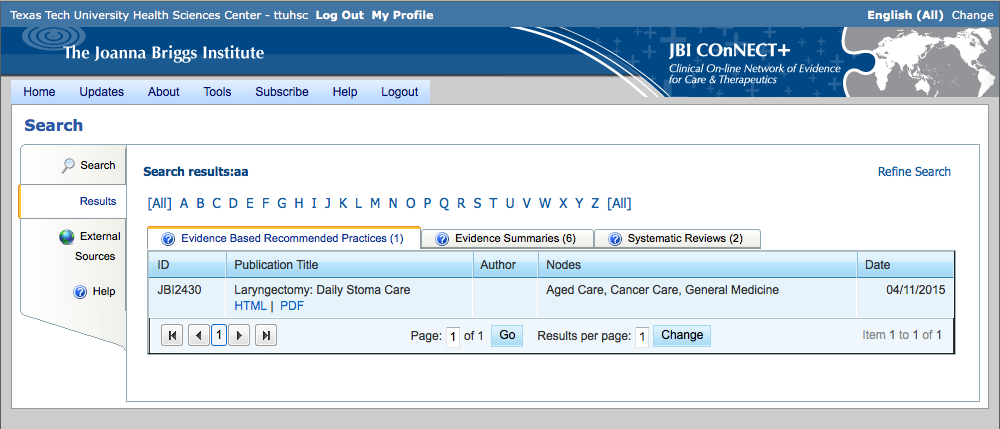 Texas Tech University Health Sciences Center - ttuhsc Log Out My Profile English (All) Change
The Joanna Briggs Institute
JBI COnNECT+
Clinical On-line Network of Evidence
for Care & Therapeutics
Home Updates About Tools Subscribe Help Logout
Search
Search
Results
External
Sources
Help
Search results:aa Refine Search
[All] A B C D E F G H I J K L M N O P Q R S T U V W X Y Z [All]
Evidence Based Recommended Practices (1) Evidence Summaries (6) Systematic Reviews (2)
ID Publication Title Author Nodes Date
JBI2430 Laryngectomy: Daily Stoma Care Aged Care, Cancer Care, General Medicine 04/11/2015
HTML | PDF
1 Page: 1 of 1 Go Results per page: 1 Change Item 1 to 1 of 1